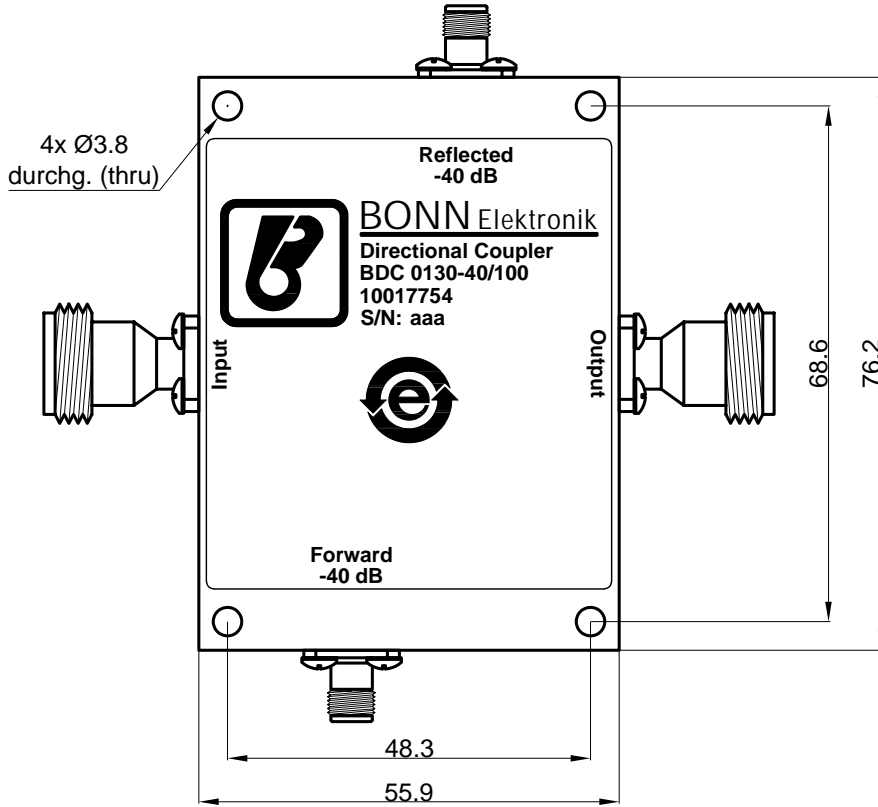 4x Ø3.8
durchg. (thru)
Reflected
-40 dB
BONN Elektronik
Directional Coupler
BDC 0130-40/100
10017754
S/N: aaa
Input
Output
e
68.6
76.2
Forward
-40 dB
48.3
55.9